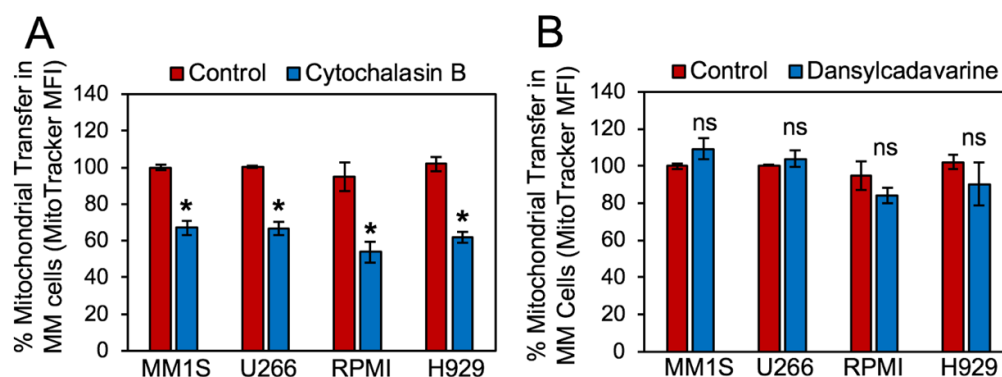 A
Control Cytochalasin B
% Mitochondrial Transfer in
MM cells (MitoTracker MFI)
140
120
100
80
60
40
20
0
* * * *
MM1S U266 RPMI H929
B
Control Dansylcadavarine
% Mitochondrial Transfer in
MM Cells (MitoTracker MFI)
140
120
100
80
60
40
20
0
ns ns ns ns
MM1S U266 RPMI H929